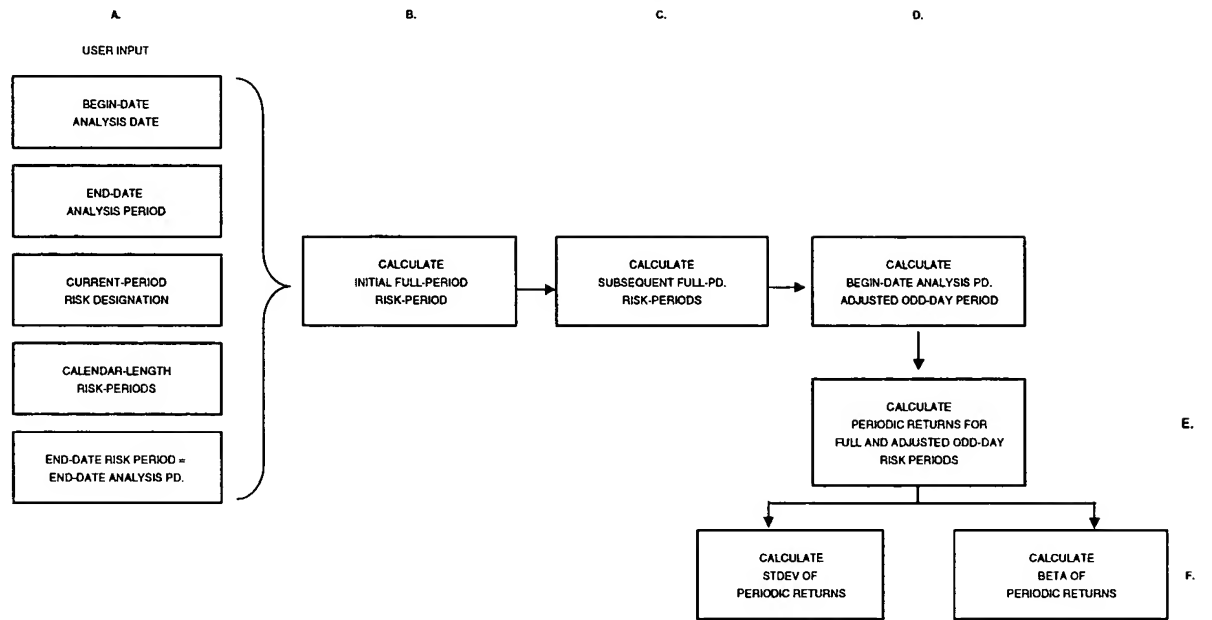 A.
B.
C.
D.
USER INPUT
BEGIN-DATE
ANALYSIS DATE
END-DATE
ANALYSIS PERIOD
CURRENT-PERIOD
RISK DESIGNATION
CALENDAR-LENGTH
RISK-PERIODS
END-DATE RISK PERIOD =
END-DATE ANALYSIS PD.
CALCULATE
INITIAL FULL-PERIOD
RISK-PERIOD
CALCULATE
SUBSEQUENT FULL-PD.
RISK-PERIODS
CALCULATE
BEGIN-DATE ANALYSIS PD.
ADJUSTED ODD-DAY PERIOD
CALCULATE
PERIODIC RETURNS FOR
FULL AND ADJUSTED ODD-DAY
RISK PERIODS
E.
CALCULATE
STDEV OF
PERIODIC RETURNS
CALCULATE
BETA OF
PERIODIC RETURNS
F.